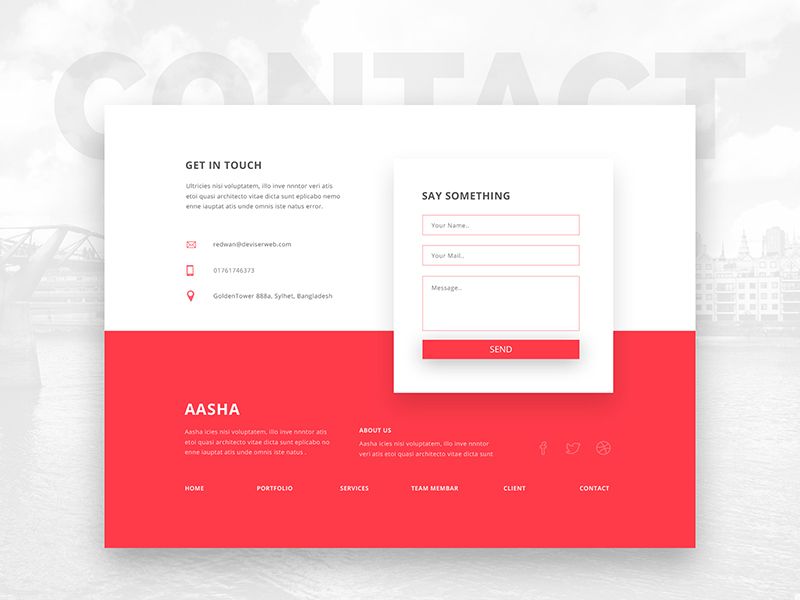 CONTACT
GET IN TOUCH
Ultricies nisi voluptatem, illo inve nnntor veri atis
etoi quasi architecto vitae dicta sunt eplicabo nemo
enne iauptat atis unde omnis iste natus error.
redwan@deviserweb.com
01761746373
GoldenTower 888a, Sylhet, Bangladesh
SAY SOMETHING
Your Name..
Your Mail..
Message..
SEND
AASHA
Aasha icies nisi voluptatem, illo inve nnntor atis
etoi quasi architecto vitae dicta sunt eplicabo no
enne iauptat atis unde omnis iste natus .
ABOUT US
Aasha icies nisi voluptatem, illo inve nnntor
veri atis etoi quasi architecto vitae dicta sunt
HOME PORTFOLIO SERVICES TEAM MEMBAR CLIENT CONTACT